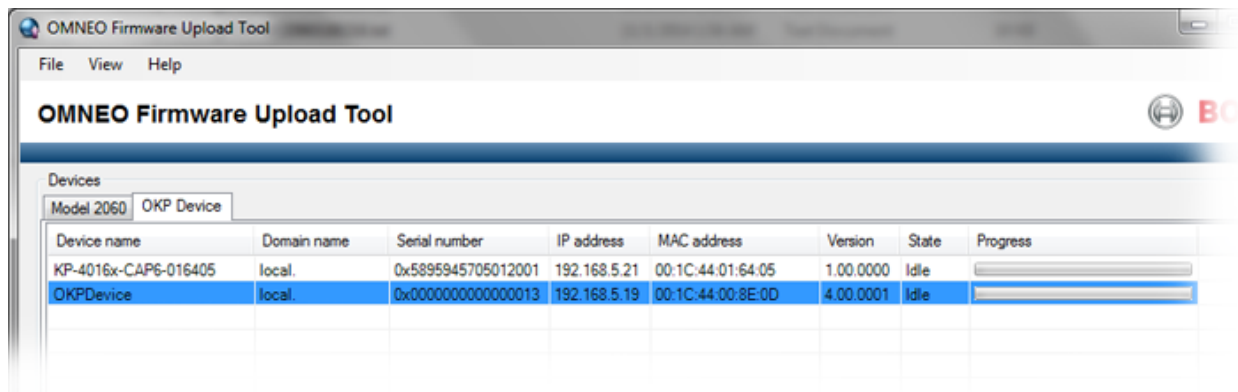 OMNEO Firmware Upload Tool
File View Help
OMNEO Firmware Upload Tool
Devices
Model 2060 OKP Device
Device name Domain name Serial number IP address MAC address Version State Progress
KP-4016x-CAP6-016405 local. 0x5895945705012001 192.168.5.21 00:1C:44:01:64:05 1.00.0000 Idle
OKPDevice local. 0x0000000000000013 192.168.5.19 00:1C:44:00:8E:0D 4.00.0001 Idle